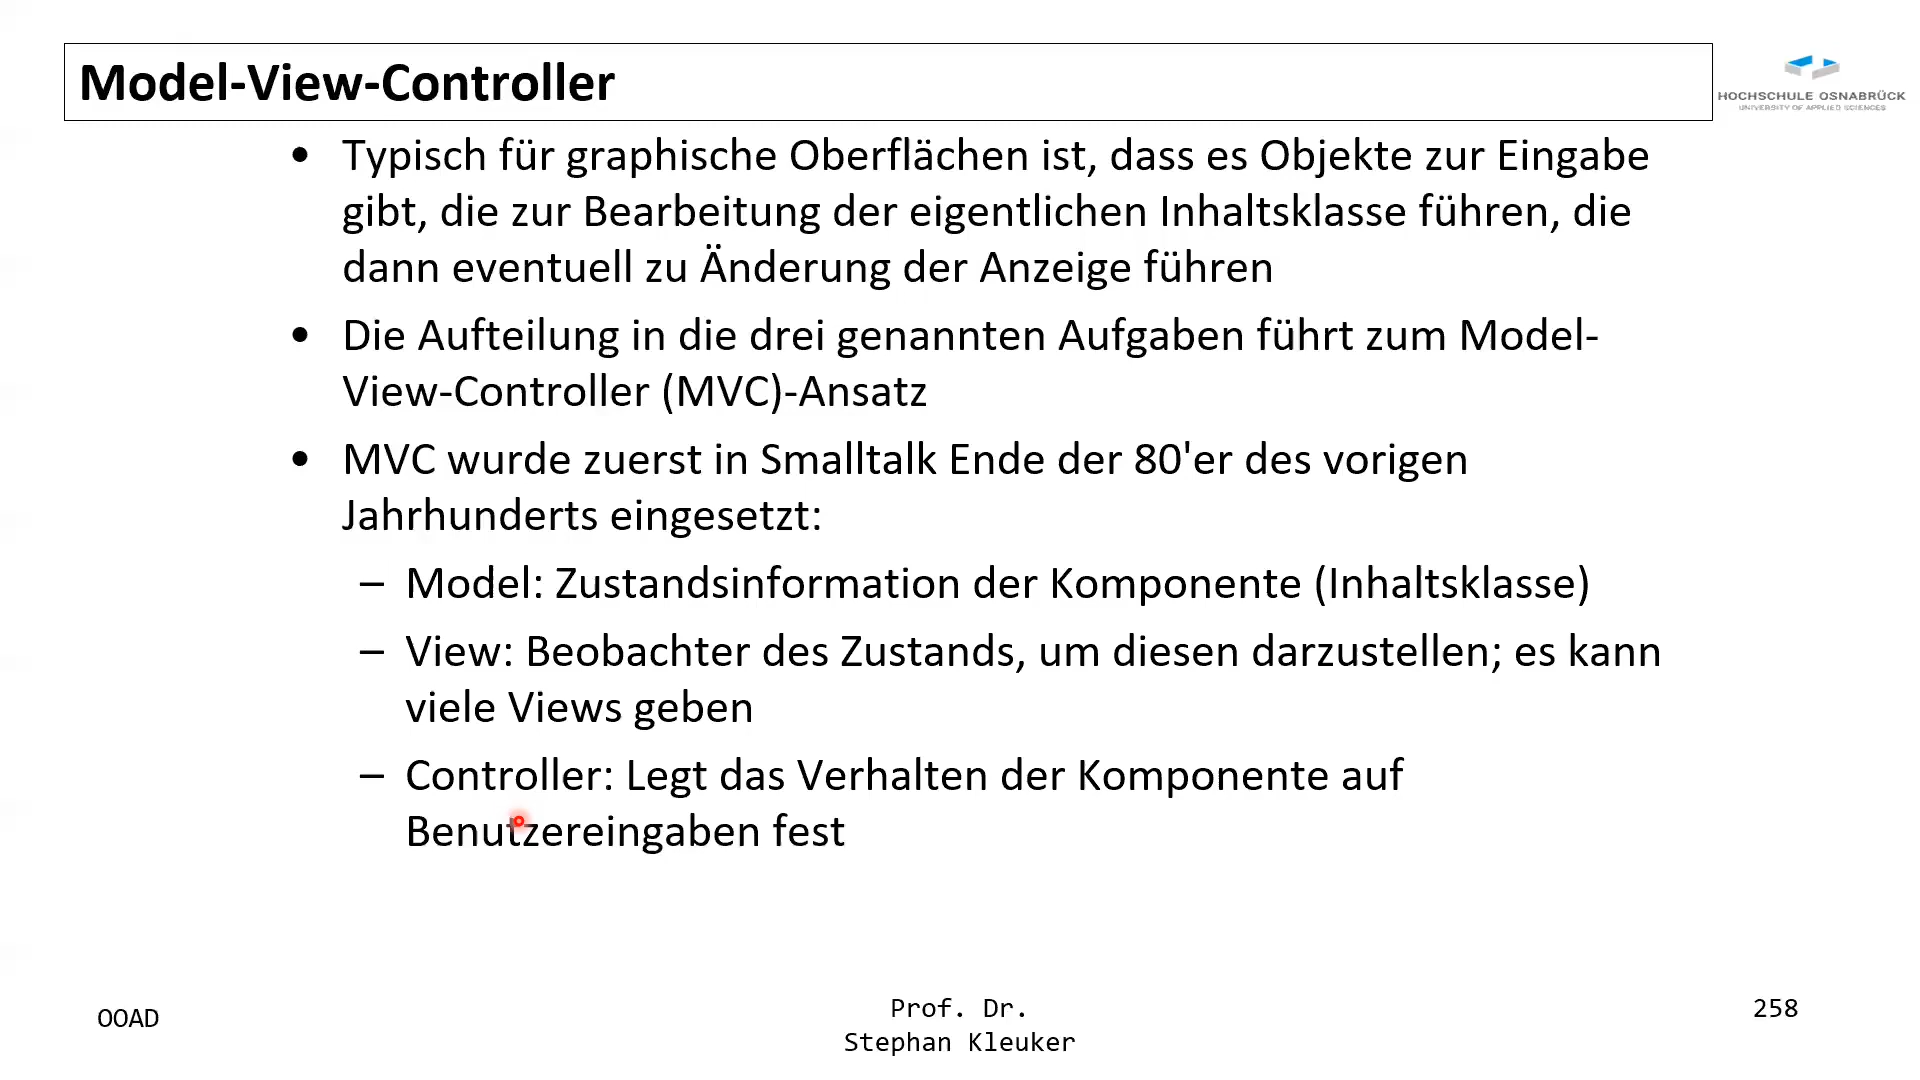 Model-View-Controller
HOCHSCHULE OSNABRÜCK
UNIVERSITY OF APPLIED SCIENCES
• Typisch für graphische Oberflächen ist, dass es Objekte zur Eingabe
gibt, die zur Bearbeitung der eigentlichen Inhaltsklasse führen, die
dann eventuell zu Änderung der Anzeige führen
• Die Aufteilung in die drei genannten Aufgaben führt zum Model-
View-Controller (MVC)-Ansatz
• MVC wurde zuerst in Smalltalk Ende der 80'er des vorigen
Jahrhunderts eingesetzt:
– Model: Zustandsinformation der Komponente (Inhaltsklasse)
– View: Beobachter des Zustands, um diesen darzustellen; es kann
viele Views geben
– Controller: Legt das Verhalten der Komponente auf
Benutzereingaben fest
OOAD
Prof. Dr.
Stephan Kleuker
258